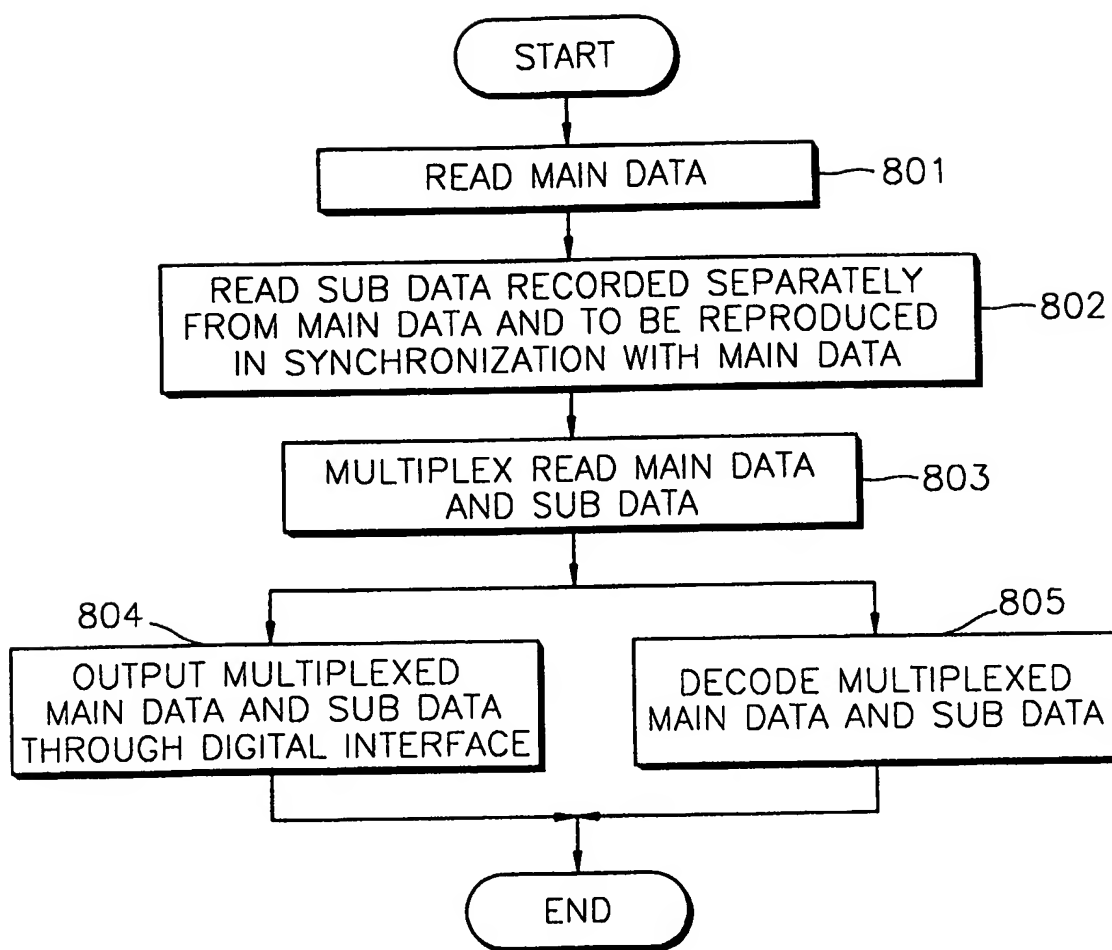 START
READ MAIN DATA
801
READ SUB DATA RECORDED SEPARATELY
FROM MAIN DATA AND TO BE REPRODUCED
IN SYNCHRONIZATION WITH MAIN DATA
802
MULTIPLEX READ MAIN DATA
AND SUB DATA
803
804
OUTPUT MULTIPLEXED
MAIN DATA AND SUB DATA
THROUGH DIGITAL INTERFACE
805
DECODE MULTIPLEXED
MAIN DATA AND SUB DATA
END